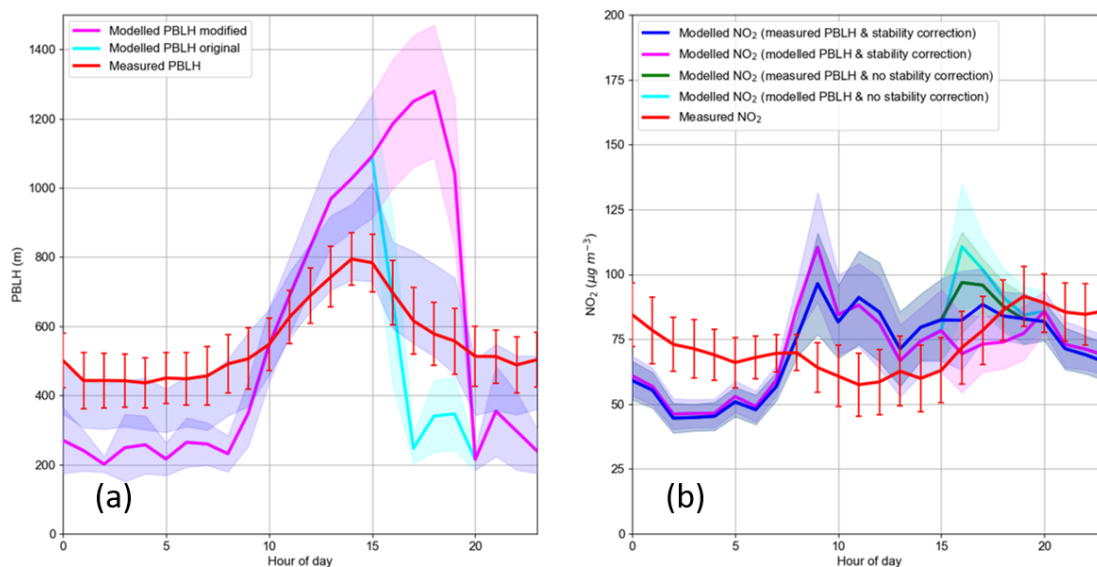 Modelled PBLH modified
Modelled PBLH original
Measured PBLH
1400
1200
1000
800
600
400
200
0
PBLH (m)
0 5 10 15 20
Hour of day
(a)
Modelled NO₂ (measured PBLH & stability correction)
Modelled NO₂ (modelled PBLH & stability correction)
Modelled NO₂ (measured PBLH & no stability correction)
Modelled NO₂ (modelled PBLH & no stability correction)
Measured NO₂
200
175
150
125
100
75
50
25
0
NO₂ (μg m⁻³)
0 5 10 15 20
Hour of day
(b)